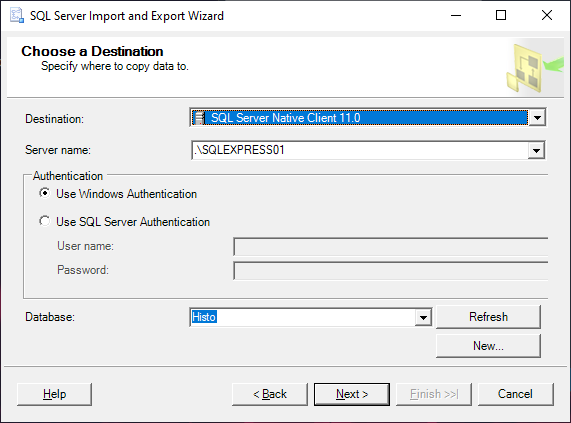 SQL Server Import and Export Wizard
Choose a Destination
Specify where to copy data to.
Destination: SQL Server Native Client 11.0
Server name: .\SQLEXPRESS01
Authentication
Use Windows Authentication
Use SQL Server Authentication
User name:
Password:
Database: Histo Refresh
New...
Help < Back Next > Finish >>| Cancel